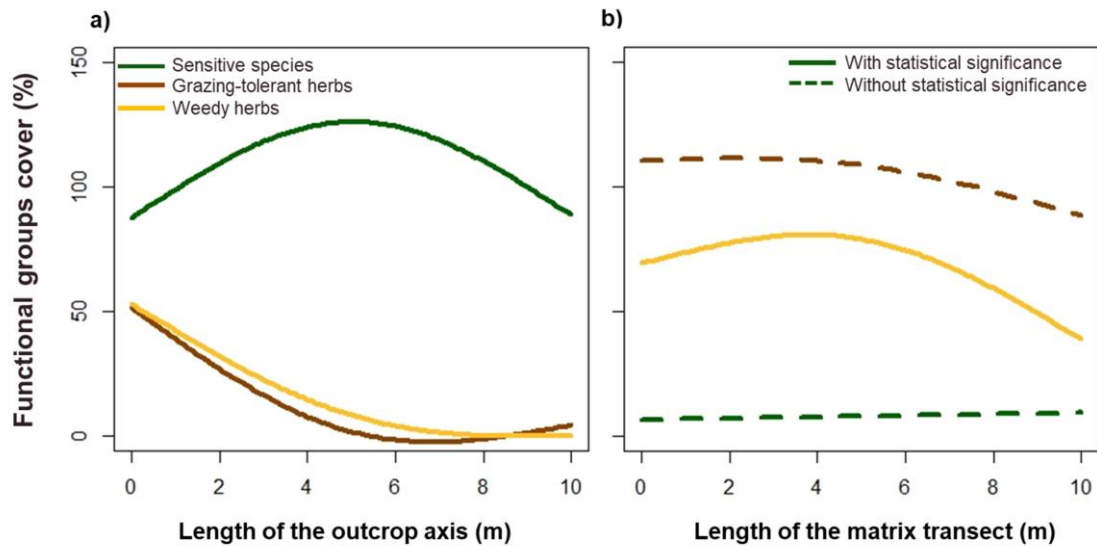 a)
Functional groups cover (%)
150
100
50
0
Sensitive species
Grazing-tolerant herbs
Weedy herbs
0 2 4 6 8 10
Length of the outcrop axis (m)
b)
With statistical significance
Without statistical significance
0 2 4 6 8 10
Length of the matrix transect (m)